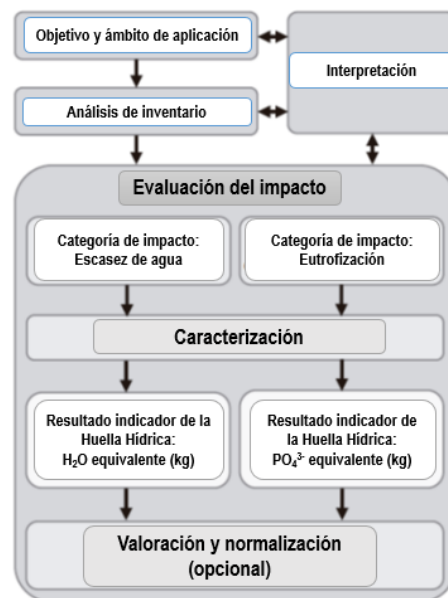 Objetivo y ámbito de aplicación
Interpretación
Análisis de inventario
Evaluación del impacto
Categoría de impacto:
Escasez de agua
Categoría de impacto:
Eutrofización
Caracterización
Resultado indicador de la
Huella Hídrica:
H₂O equivalente (kg)
Resultado indicador de
la Huella Hídrica:
PO₄³⁻ equivalente (kg)
Valoración y normalización
(opcional)